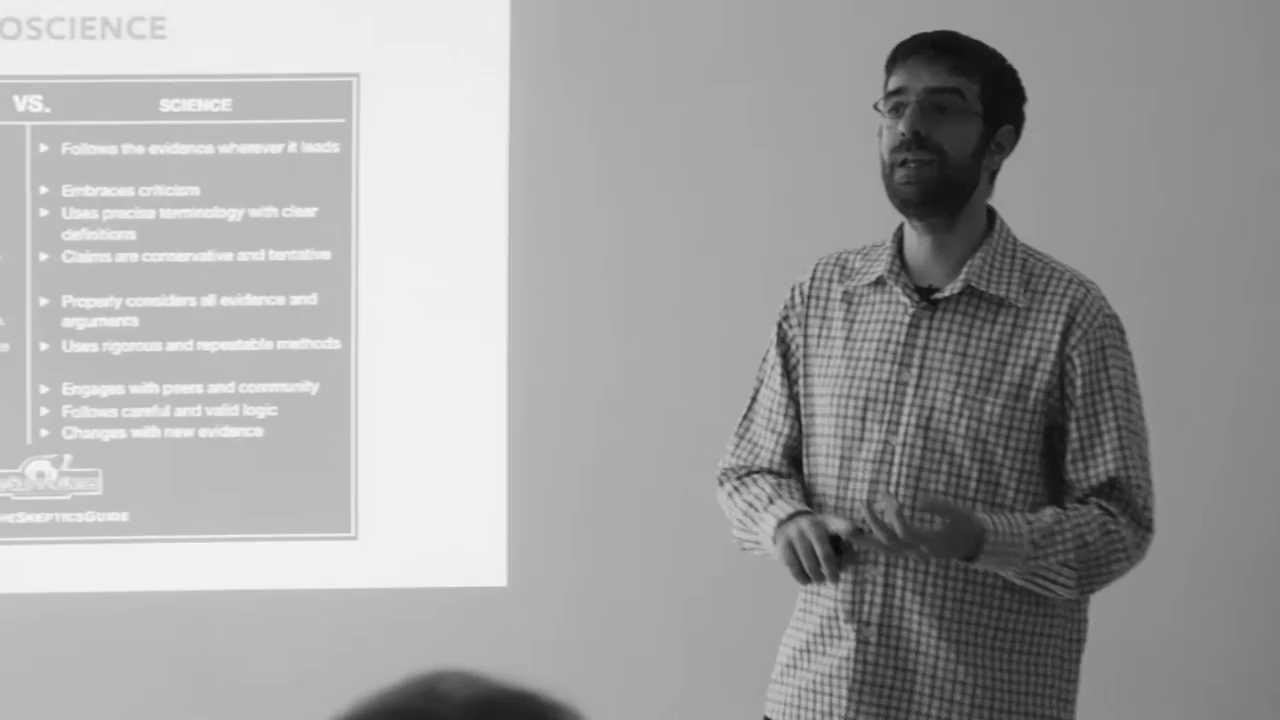 OSCIENCE
VS. SCIENCE
Follows the evidence wherever it leads
Embraces criticism
Uses precise terminology with clear
definitions
Claims are conservative and tentative
Properly considers all evidence and
arguments
Uses rigorous and repeatable methods
Engages with peers and community
Follows careful and valid logic
Changes with new evidence
HESKEPTICSGUIDE